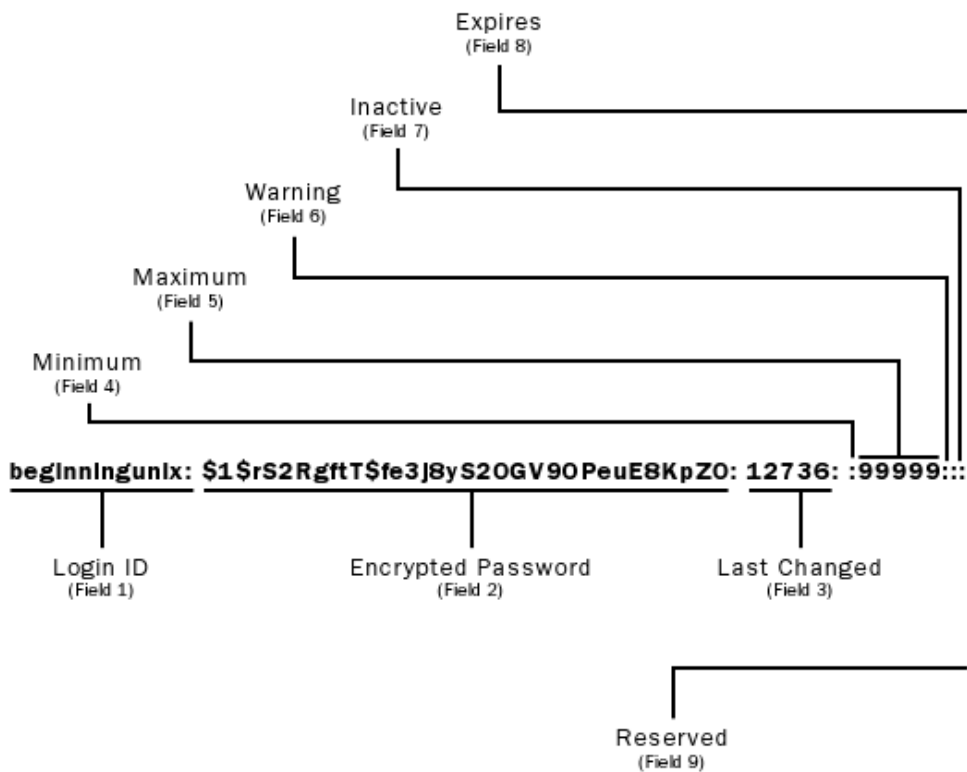 Expires
(Field 8)
Inactive
(Field 7)
Warning
(Field 6)
Maximum
(Field 5)
Minimum
(Field 4)
beginningunix: $1$rS2RgftT$fe3j8yS2OGV9OPeuE8KpZO: 12736: :99999:::
Login ID
(Field 1)
Encrypted Password
(Field 2)
Last Changed
(Field 3)
Reserved
(Field 9)